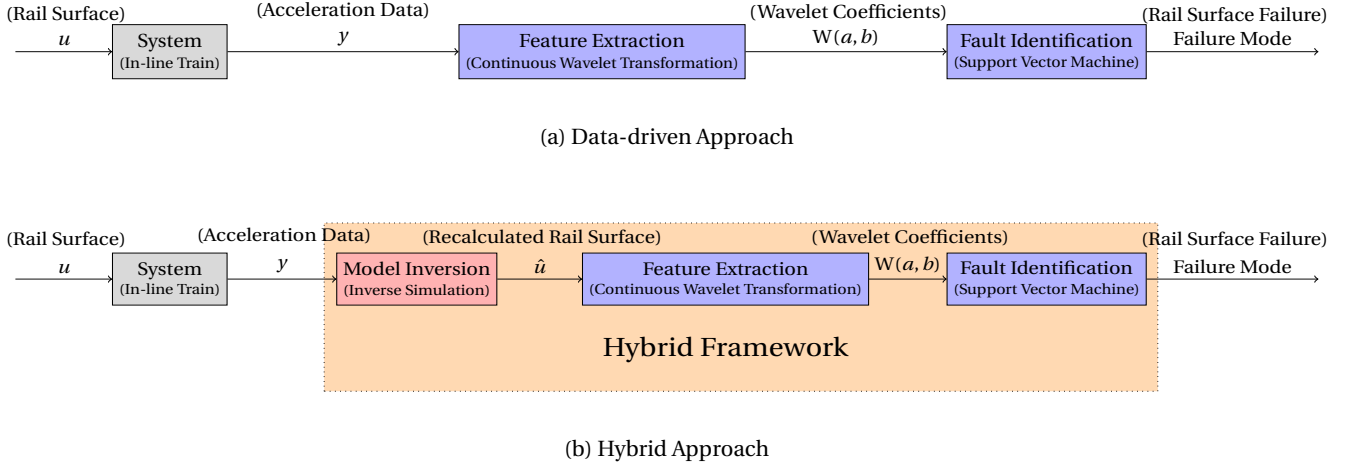 (Rail Surface)
u
System
(In-line Train)
(Acceleration Data)
y
Feature Extraction
(Continuous Wavelet Transformation)
(Wavelet Coefficients)
W(a, b)
Fault Identification
(Support Vector Machine)
(Rail Surface Failure)
Failure Mode
(a) Data-driven Approach
(Rail Surface)
u
System
(In-line Train)
(Acceleration Data)
y
Model Inversion
(Inverse Simulation)
(Recalculated Rail Surface)
û
Feature Extraction
(Continuous Wavelet Transformation)
(Wavelet Coefficients)
W(a, b)
Fault Identification
(Support Vector Machine)
(Rail Surface Failure)
Failure Mode
Hybrid Framework
(b) Hybrid Approach